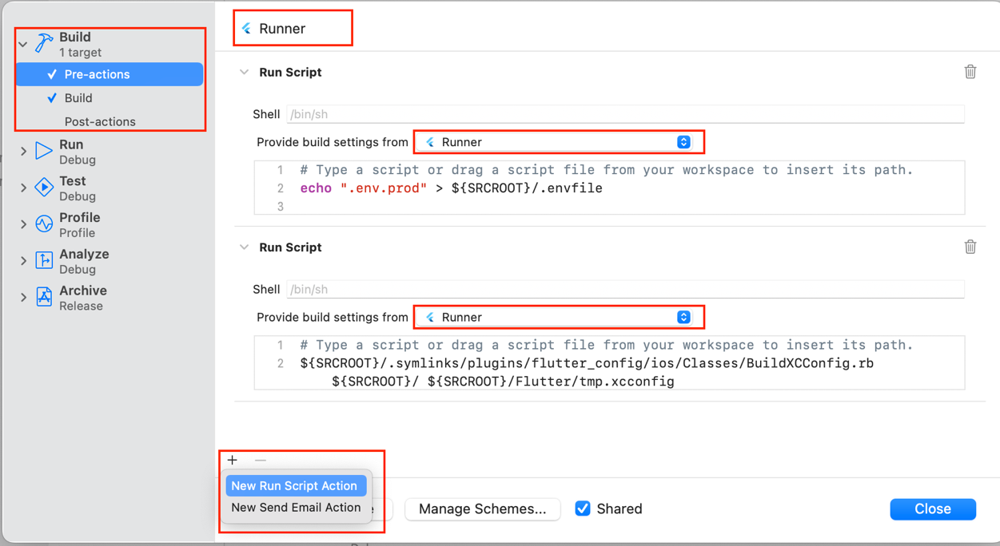 Build
1 target
Pre-actions
Build
Post-actions
Run
Debug
Test
Debug
Profile
Profile
Analyze
Debug
Archive
Release
Runner
Run Script
Shell /bin/sh
Provide build settings from Runner
1 # Type a script or drag a script file from your workspace to insert its path.
2 echo ".env.prod" > ${SRCROOT}/.envfile
3
Run Script
Shell /bin/sh
Provide build settings from Runner
1 # Type a script or drag a script file from your workspace to insert its path.
2 ${SRCROOT}/.symlinks/plugins/flutter_config/ios/Classes/BuildXCConfig.rb
${SRCROOT}/ ${SRCROOT}/Flutter/tmp.xcconfig
New Run Script Action
New Send Email Action
Manage Schemes... Shared Close